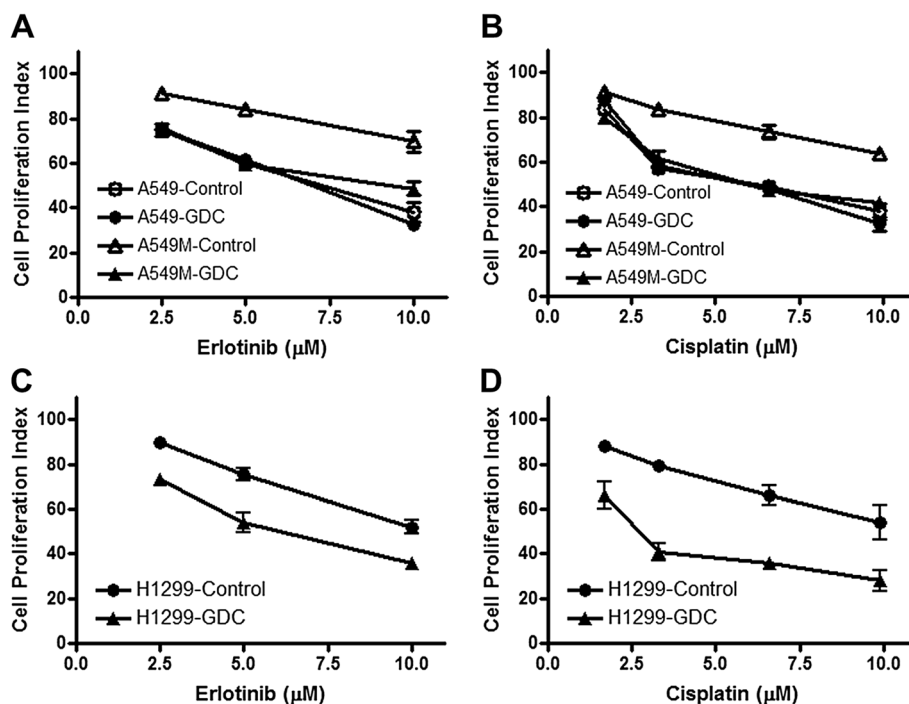 A
Cell Proliferation Index
100
80
60
40
20
0
A549-Control
A549-GDC
A549M-Control
A549M-GDC
0.0 2.5 5.0 7.5 10.0
Erlotinib (μM)
B
Cell Proliferation Index
100
80
60
40
20
0
A549-Control
A549-GDC
A549M-Control
A549M-GDC
0.0 2.5 5.0 7.5 10.0
Cisplatin (μM)
C
Cell Proliferation Index
100
80
60
40
20
0
H1299-Control
H1299-GDC
0.0 2.5 5.0 7.5 10.0
Erlotinib (μM)
D
Cell Proliferation Index
100
80
60
40
20
0
H1299-Control
H1299-GDC
0.0 2.5 5.0 7.5 10.0
Cisplatin (μM)